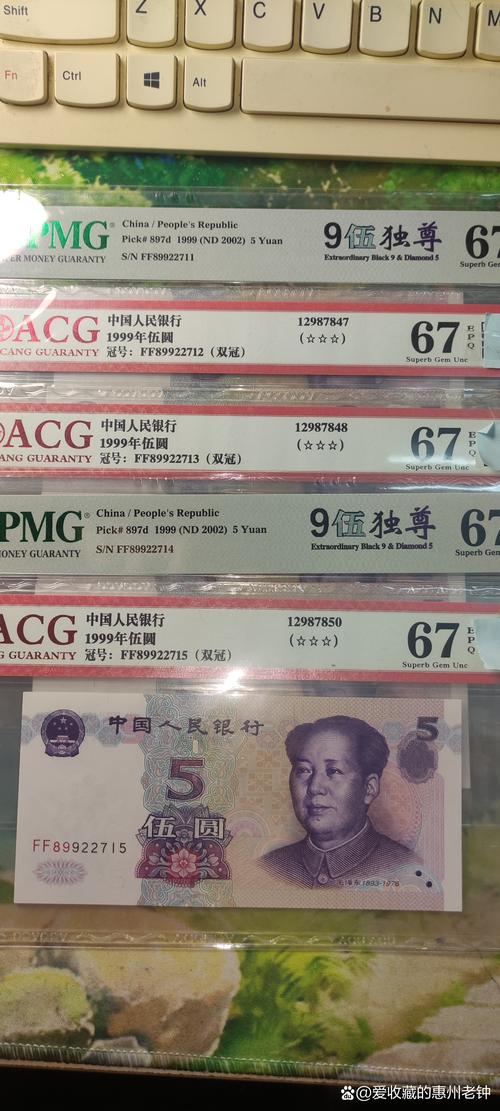 Shift
Z
X
C
V
B
N
Fn
Ctrl
Alt
PMG
ER MONEY GUARANTY
China / People's Republic
Pick# 897d 1999 (ND 2002) 5 Yuan
S/N FF89922711
9伍独尊
Extraordinary Black 9 & Diamond 5
67
Superb Gem
ACG
CANG GUARANTY
中国人民银行
1999年伍圆
冠号：FF89922712（双冠）
12987847
(☆☆☆)
67
EPQ
Superb Gem Unc
ACG
ANG GUARANTY
中国人民银行
1999年伍圆
冠号：FF89922713（双冠）
12987848
(☆☆☆)
67
EPQ
Superb Gem Unc
PMG
MONEY GUARANTY
China / People's Republic
Pick# 897d 1999 (ND 2002) 5 Yuan
S/N FF89922714
9伍独尊
Extraordinary Black 9 & Diamond 5
67
Superb Gem
ACG
G GUARANTY
中国人民银行
1999年伍圆
冠号：FF89922715（双冠）
12987850
(☆☆☆)
67
EPQ
Superb Gem Unc
中国人民银行
5
5
伍圆
FF89922715
毛泽东 1893-1976
爱收藏的惠州老钟